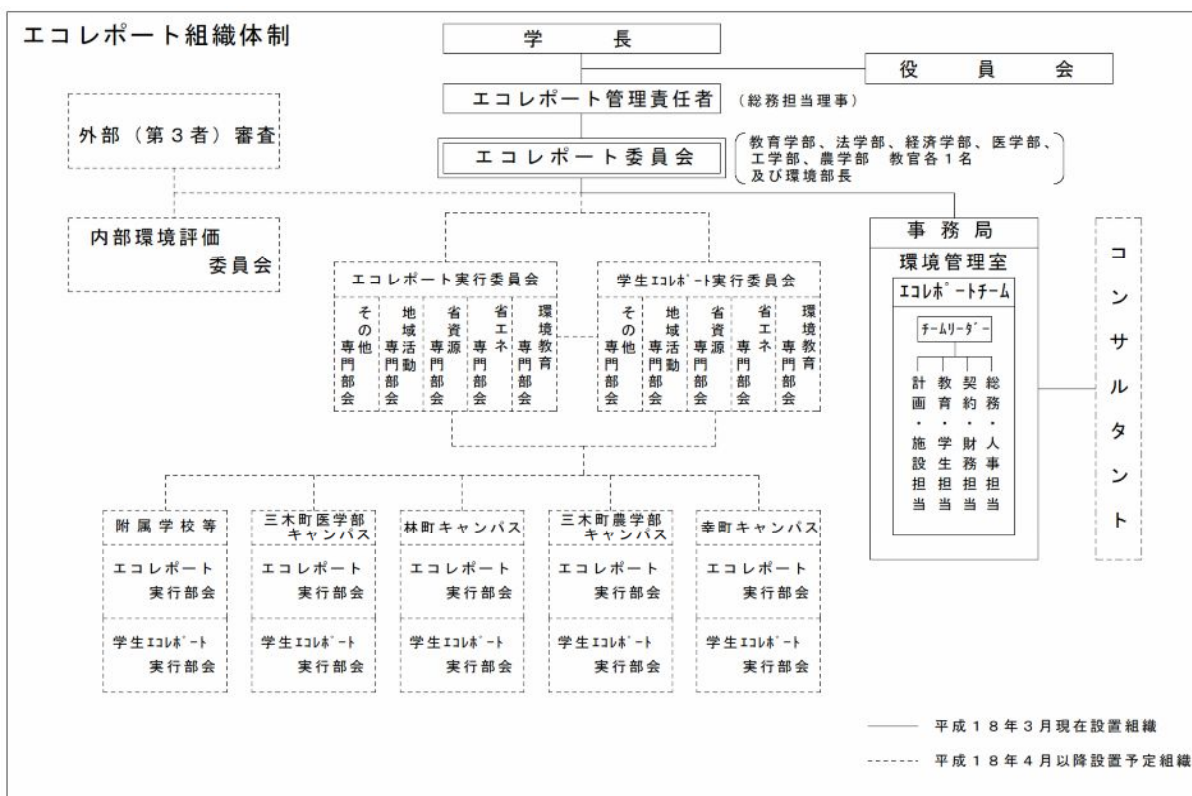 エコレポート組織体制
学長
役員会
エコレポート管理責任者
（総務担当理事）
外部（第３者）審査
エコレポート委員会
教育学部、法学部、経済学部、医学部、
工学部、農学部　教官各１名
及び環境部長
内部環境評価
委員会
事務局
環境管理室
ｴｺﾚﾎﾟｰﾄチーム
ﾁｰﾑﾘｰﾀﾞｰ
計画・施設担当
教育・学生担当
契約・財務担当
総務・人事担当
コンサルタント
エコレポート実行委員会
その他
専門部会
地域活動
専門部会
省資源
専門部会
省エネ
専門部会
環境教育
専門部会
学生ｴｺﾚﾎﾟｰﾄ実行委員会
その他
専門部会
地域活動
専門部会
省資源
専門部会
省エネ
専門部会
環境教育
専門部会
附属学校等
エコレポート
実行部会
学生ｴｺﾚﾎﾟｰﾄ
実行部会
三木町医学部
キャンパス
エコレポート
実行部会
学生ｴｺﾚﾎﾟｰﾄ
実行部会
林町キャンパス
エコレポート
実行部会
学生ｴｺﾚﾎﾟｰﾄ
実行部会
三木町農学部
キャンパス
エコレポート
実行部会
学生ｴｺﾚﾎﾟｰﾄ
実行部会
幸町キャンパス
エコレポート
実行部会
学生ｴｺﾚﾎﾟｰﾄ
実行部会
平成１８年３月現在設置組織
平成１８年４月以降設置予定組織